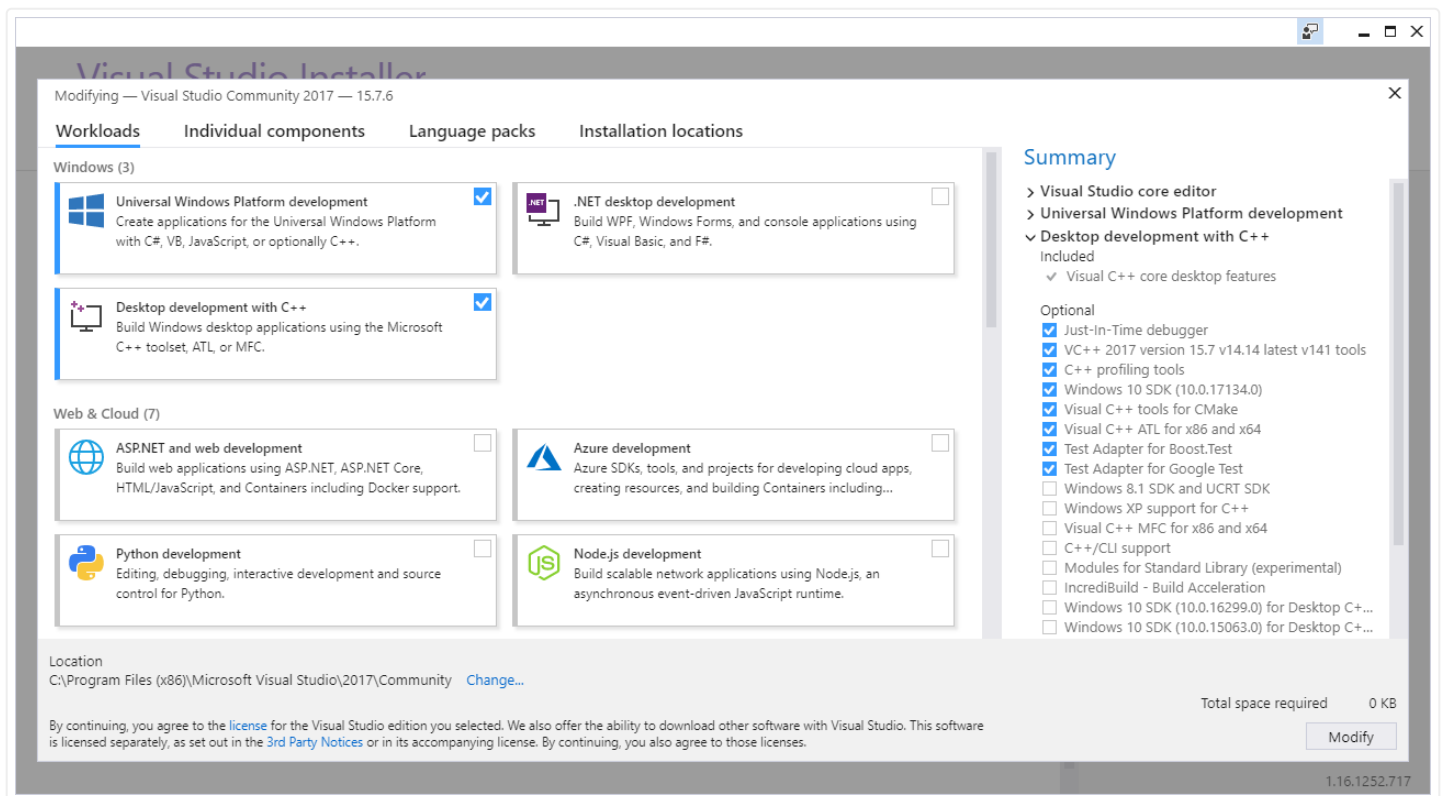 Visual Studio Installer
Modifying — Visual Studio Community 2017 — 15.7.6
Workloads
Individual components
Language packs
Installation locations
Windows (3)
Universal Windows Platform development
Create applications for the Universal Windows Platform
with C#, VB, JavaScript, or optionally C++.
.NET
.NET desktop development
Build WPF, Windows Forms, and console applications using
C#, Visual Basic, and F#.
Desktop development with C++
Build Windows desktop applications using the Microsoft
C++ toolset, ATL, or MFC.
Web & Cloud (7)
ASP.NET and web development
Build web applications using ASP.NET, ASP.NET Core,
HTML/JavaScript, and Containers including Docker support.
Azure development
Azure SDKs, tools, and projects for developing cloud apps,
creating resources, and building Containers including...
Python development
Editing, debugging, interactive development and source
control for Python.
JS
Node.js development
Build scalable network applications using Node.js, an
asynchronous event-driven JavaScript runtime.
Summary
Visual Studio core editor
Universal Windows Platform development
Desktop development with C++
Included
Visual C++ core desktop features
Optional
Just-In-Time debugger
VC++ 2017 version 15.7 v14.14 latest v141 tools
C++ profiling tools
Windows 10 SDK (10.0.17134.0)
Visual C++ tools for CMake
Visual C++ ATL for x86 and x64
Test Adapter for Boost.Test
Test Adapter for Google Test
Windows 8.1 SDK and UCRT SDK
Windows XP support for C++
Visual C++ MFC for x86 and x64
C++/CLI support
Modules for Standard Library (experimental)
IncrediBuild - Build Acceleration
Windows 10 SDK (10.0.16299.0) for Desktop C+...
Windows 10 SDK (10.0.15063.0) for Desktop C+...
Location
C:\Program Files (x86)\Microsoft Visual Studio\2017\Community Change...
Total space required 0 KB
By continuing, you agree to the license for the Visual Studio edition you selected. We also offer the ability to download other software with Visual Studio. This software
is licensed separately, as set out in the 3rd Party Notices or in its accompanying license. By continuing, you also agree to those licenses.
Modify
1.16.1252.717